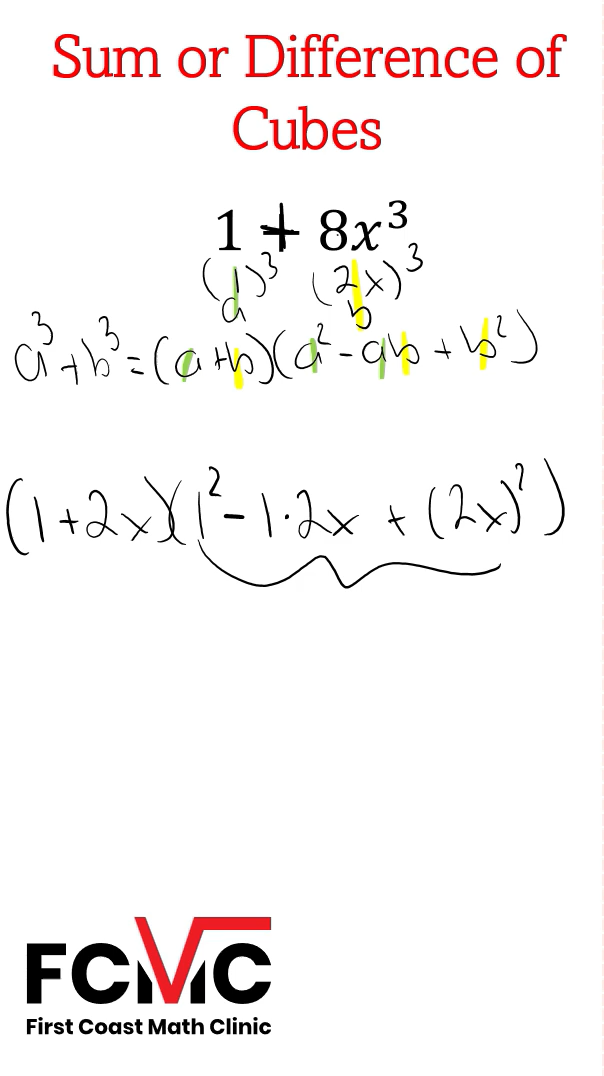 Sum or Difference of
Cubes
1 + 8x³
(1)³ (2x)³
a b
a³+b³=(a+b)(a²-ab+b²)
(1+2x)(1²-1·2x+(2x)²)
FCMC
First Coast Math Clinic